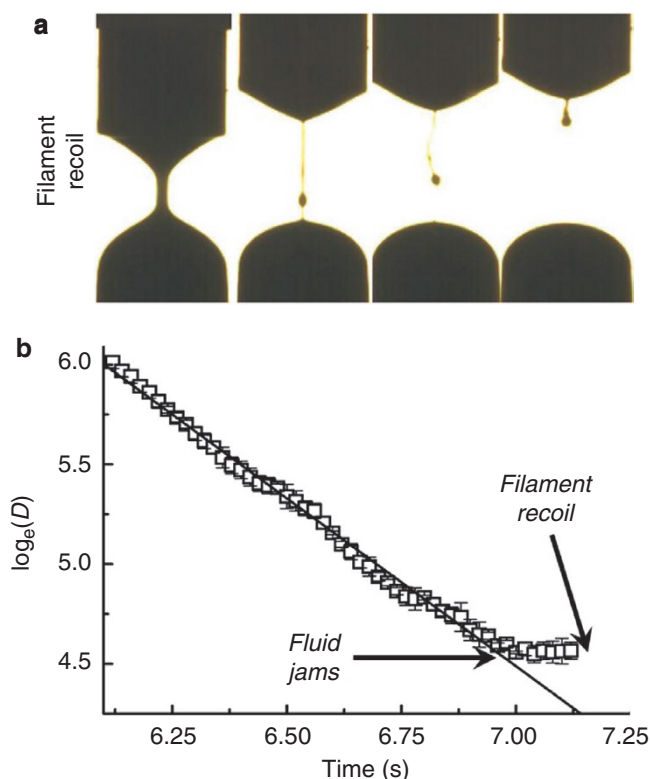 a
Filament
recoil
b
6.0
5.5
5.0
4.5
logₑ(D)
Filament
recoil
Fluid
jams
6.25
6.50
6.75
7.00
7.25
Time (s)